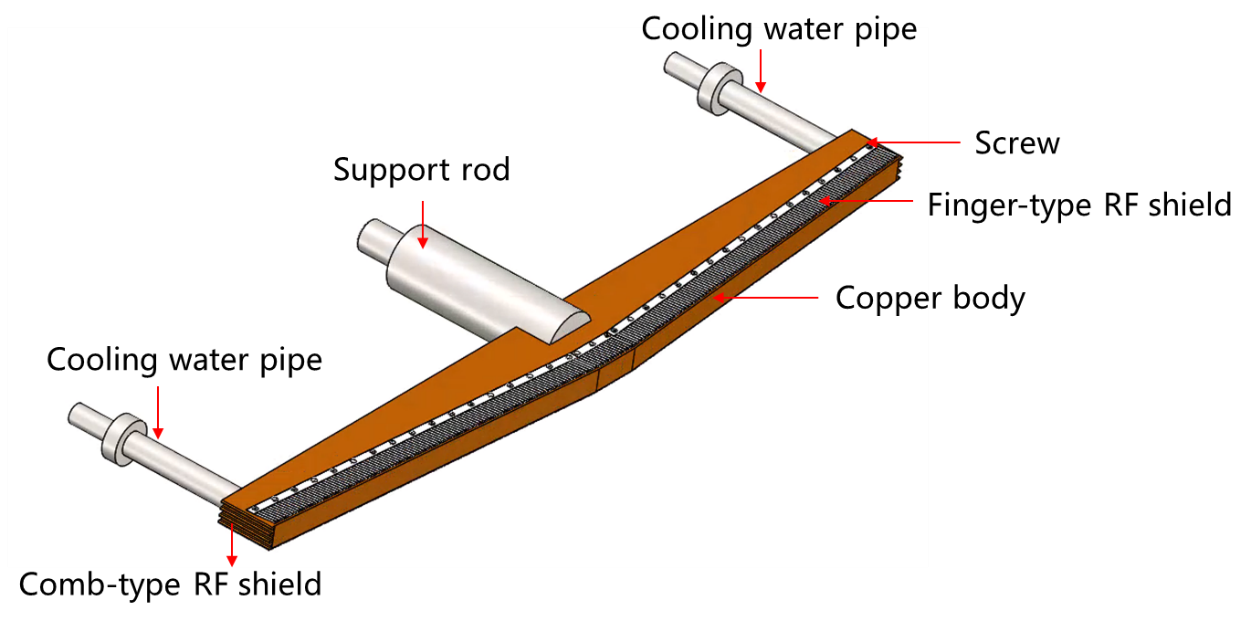 Cooling water pipe
Screw
Support rod
Finger-type RF shield
Copper body
Cooling water pipe
Comb-type RF shield